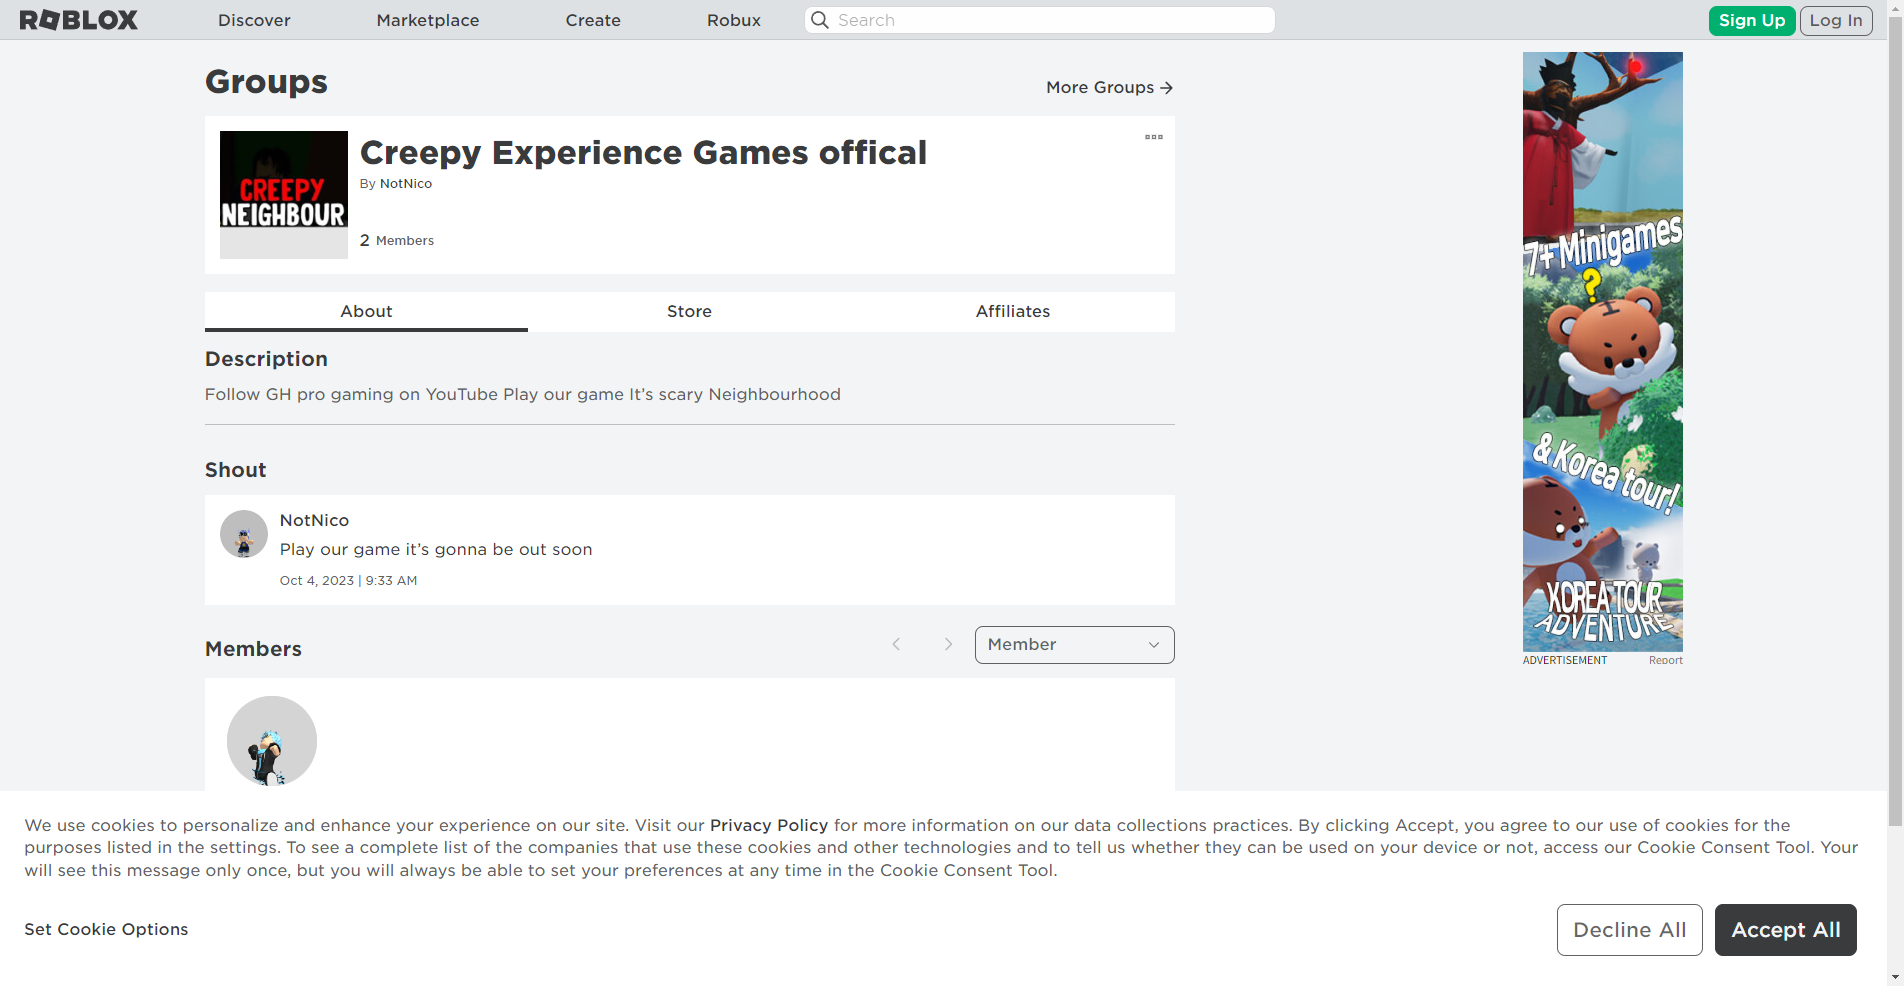 ROBLOX
Discover
Marketplace
Create
Robux
Search
Sign Up
Log In
Groups
More Groups
CREEPY
NEIGHBOUR
Creepy Experience Games offical
By NotNico
2 Members
About
Store
Affiliates
Description
Follow GH pro gaming on YouTube Play our game It’s scary Neighbourhood
Shout
NotNico
Play our game it’s gonna be out soon
Oct 4, 2023 | 9:33 AM
Members
Member
7+ Minigames
?
& Korea tour!
KOREA TOUR
ADVENTURE
ADVERTISEMENT
Report
We use cookies to personalize and enhance your experience on our site. Visit our Privacy Policy for more information on our data collections practices. By clicking Accept, you agree to our use of cookies for the
purposes listed in the settings. To see a complete list of the companies that use these cookies and other technologies and to tell us whether they can be used on your device or not, access our Cookie Consent Tool. Your
will see this message only once, but you will always be able to set your preferences at any time in the Cookie Consent Tool.
Set Cookie Options
Decline All
Accept All